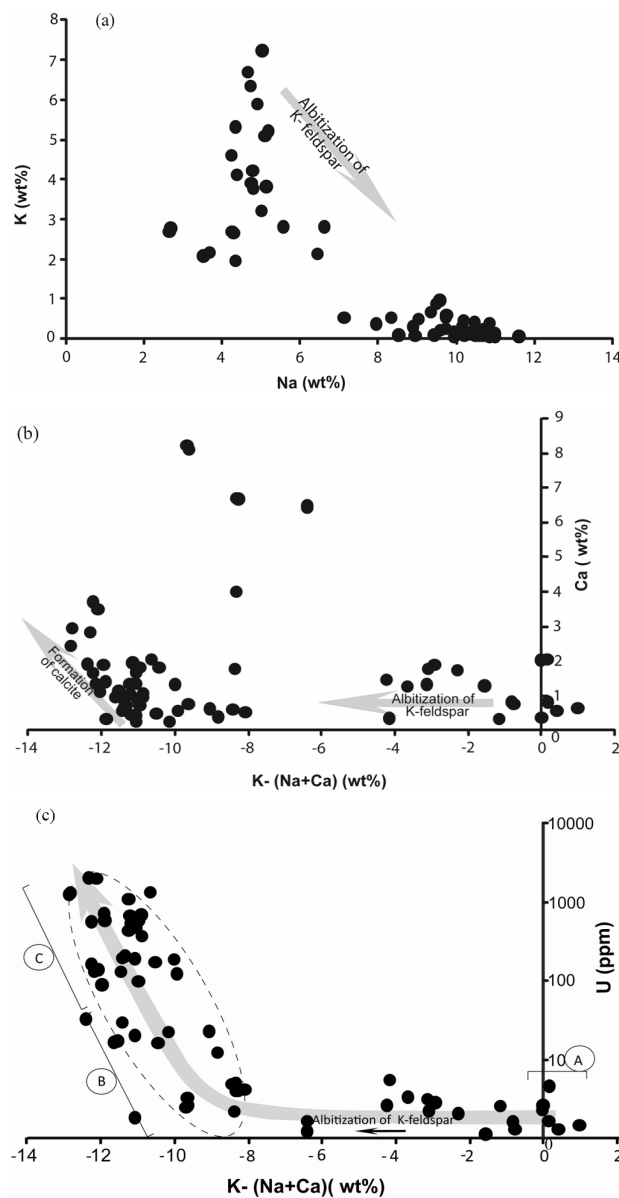 (a)
8
7
6
5
4
3
2
1
0
K (wt%)
Albitization of
K- feldspar
0 2 4 6 8 10 12 14
Na (wt%)
(b)
9
8
7
6
5
4
3
2
1
0
Ca ( wt%)
Formation
of calcite
Albitization of
K-feldspar
-14 -12 -10 -8 -6 -4 -2 0 2
K- (Na+Ca) (wt%)
(c)
10000
1000
100
10
0
U (ppm)
A
B
C
Albitization of K-feldspar
-14 -12 -10 -8 -6 -4 -2 0 2
K- (Na+Ca)( wt%)